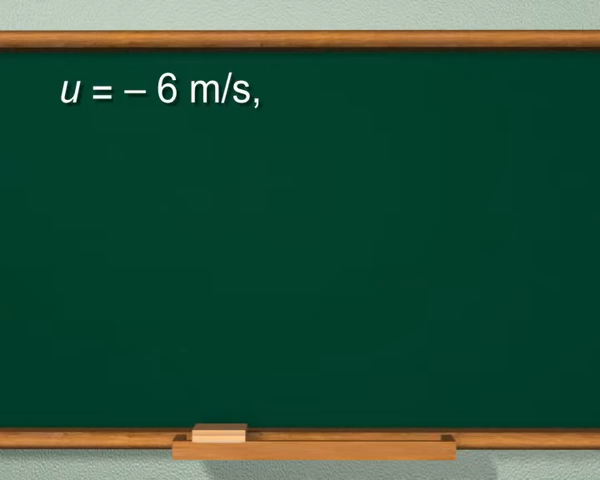 u = – 6 m/s,